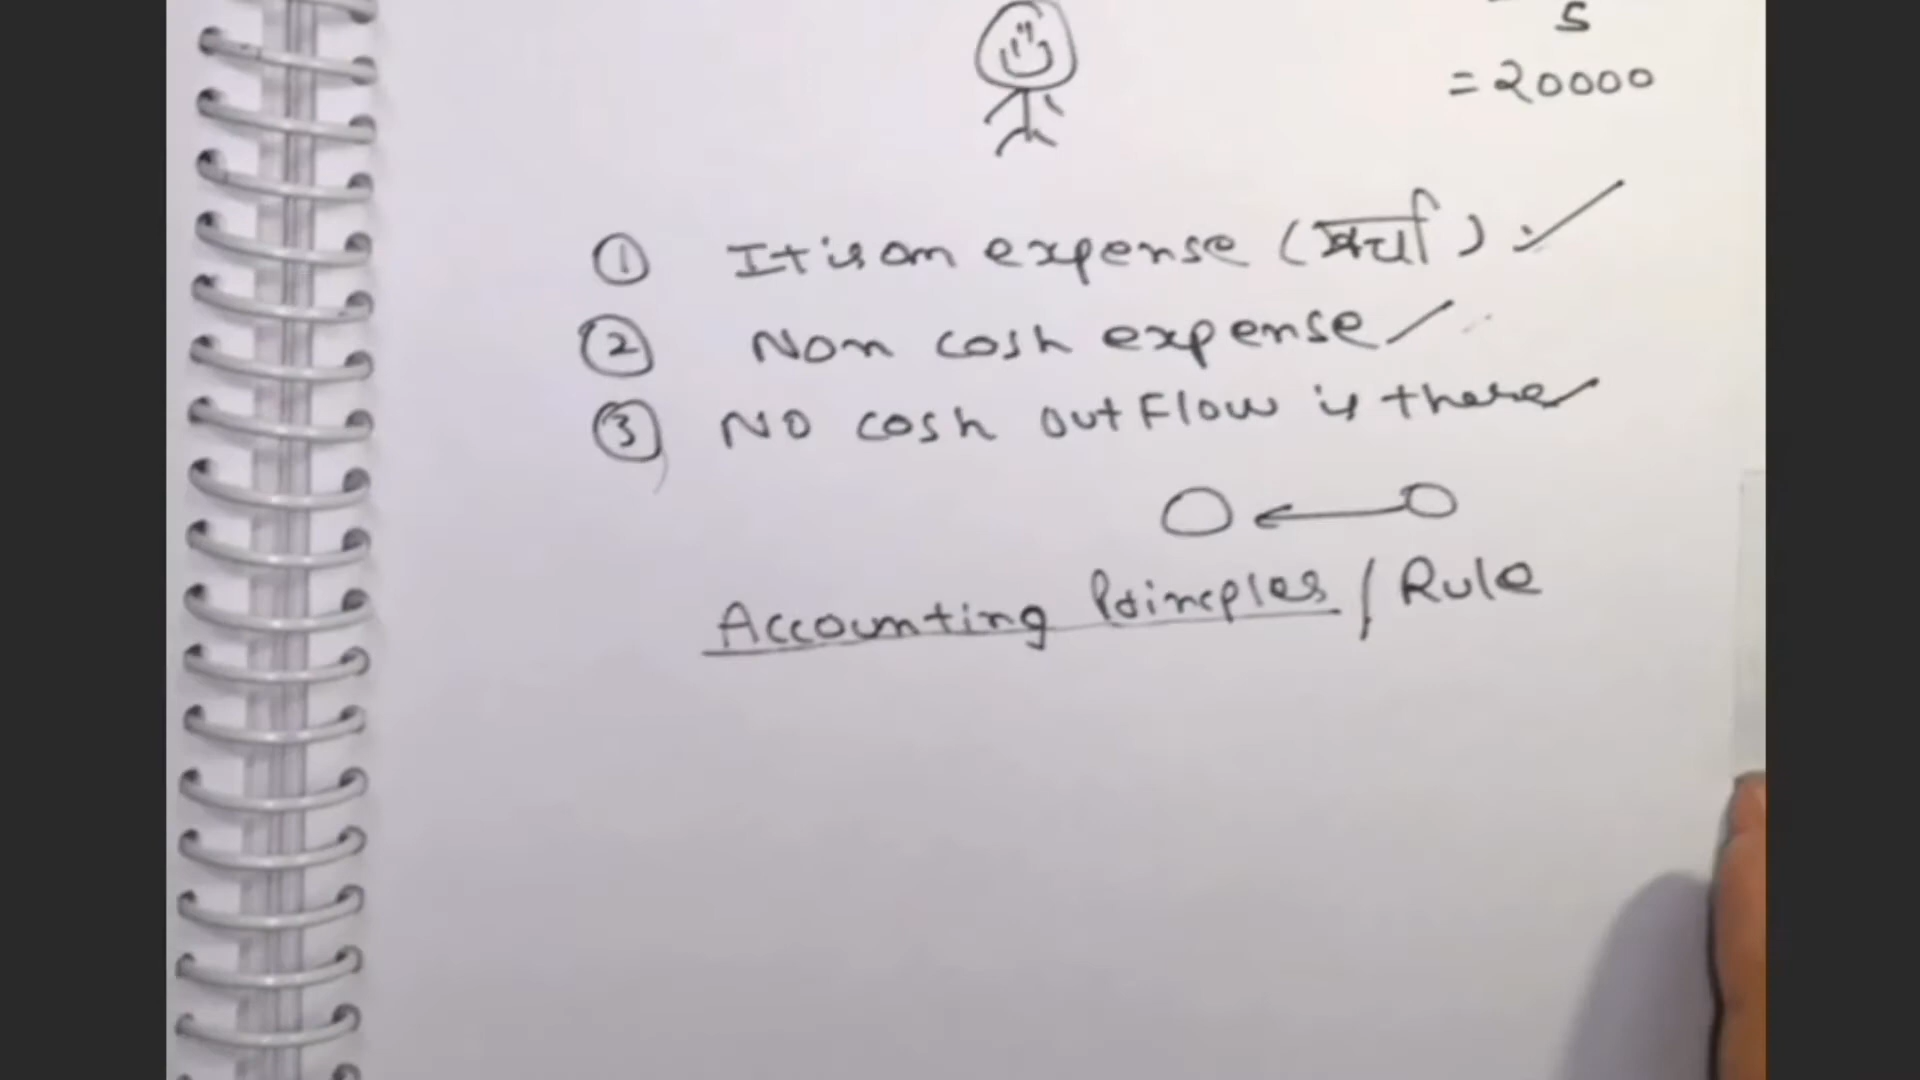 5
= 20000
① It is an expense (खर्चा)
② Non cash expense
③ NO cash outflow is there
Accounting Principles / Rule